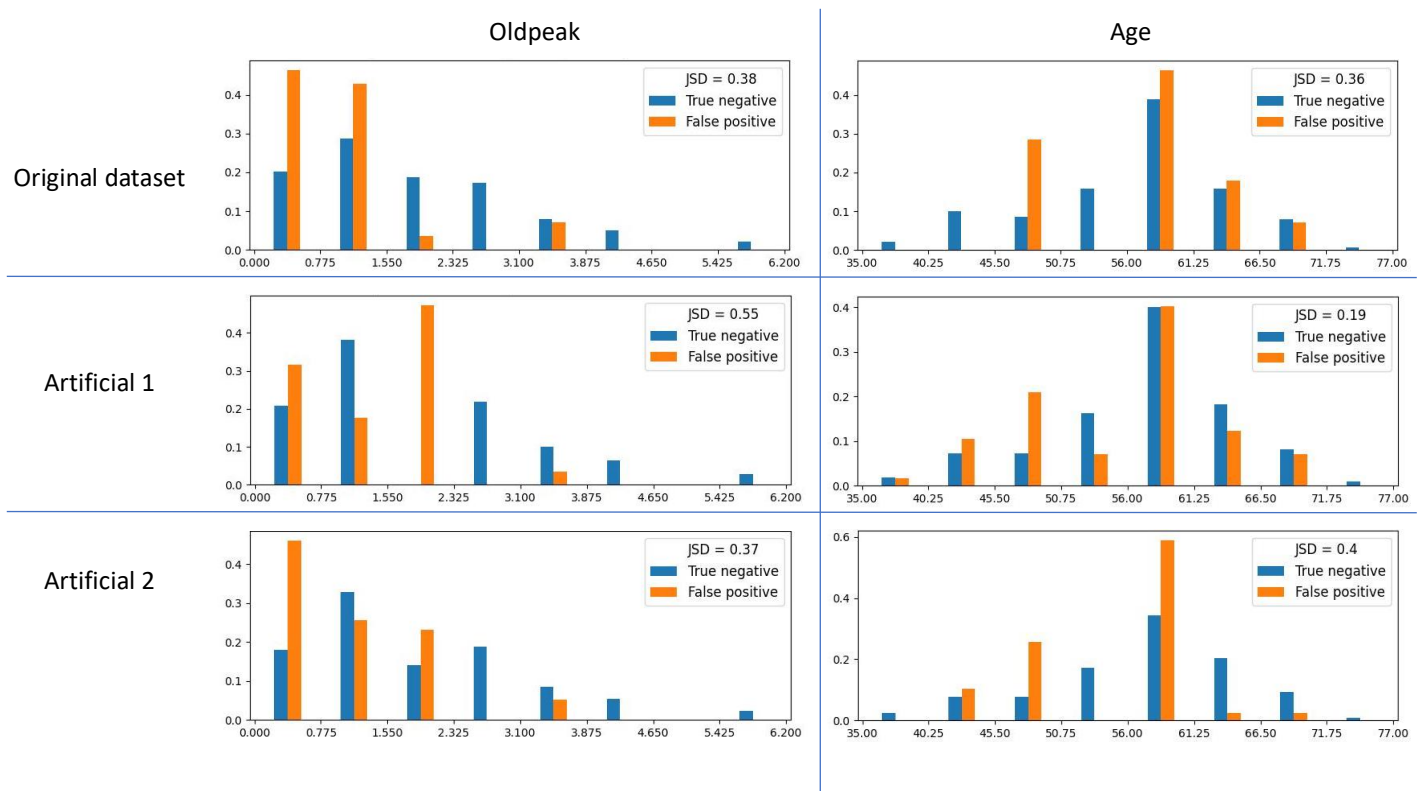 Oldpeak
Age
Original dataset
0.4
0.3
0.2
0.1
0.0
JSD = 0.38
True negative
False positive
0.000 0.775 1.550 2.325 3.100 3.875 4.650 5.425 6.200
0.4
0.3
0.2
0.1
0.0
JSD = 0.36
True negative
False positive
35.00 40.25 45.50 50.75 56.00 61.25 66.50 71.75 77.00
Artificial 1
0.4
0.3
0.2
0.1
0.0
JSD = 0.55
True negative
False positive
0.000 0.775 1.550 2.325 3.100 3.875 4.650 5.425 6.200
0.4
0.3
0.2
0.1
0.0
JSD = 0.19
True negative
False positive
35.00 40.25 45.50 50.75 56.00 61.25 66.50 71.75 77.00
Artificial 2
0.4
0.3
0.2
0.1
0.0
JSD = 0.37
True negative
False positive
0.000 0.775 1.550 2.325 3.100 3.875 4.650 5.425 6.200
0.6
0.4
0.2
0.0
JSD = 0.4
True negative
False positive
35.00 40.25 45.50 50.75 56.00 61.25 66.50 71.75 77.00